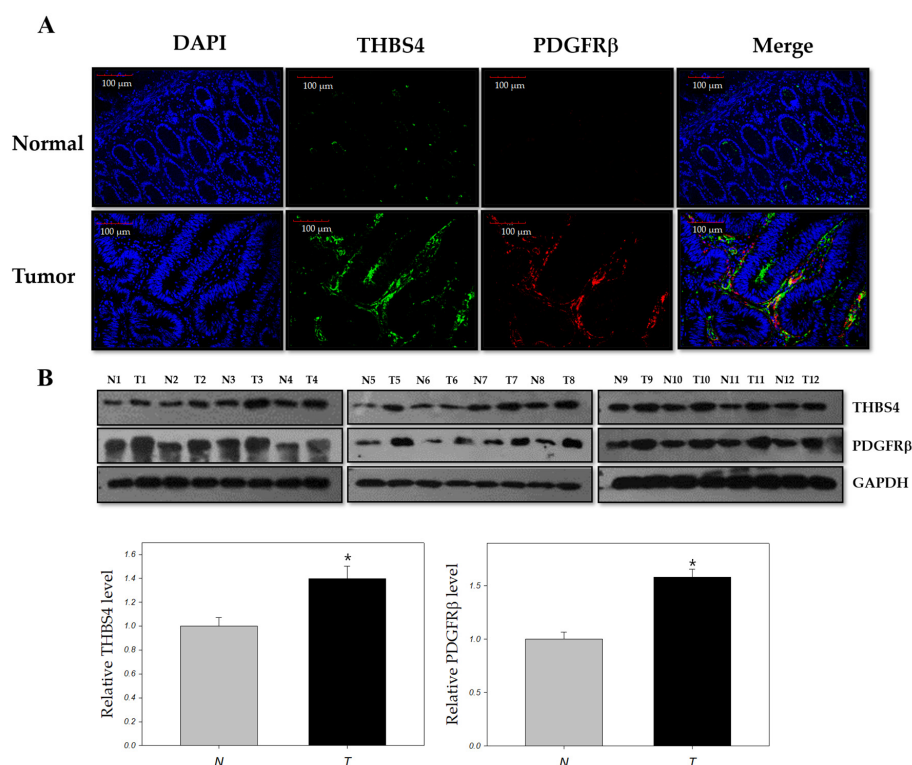 A
DAPI THBS4 PDGFRβ Merge
100 μm 100 μm 100 μm 100 μm
Normal
100 μm 100 μm 100 μm 100 μm
Tumor
B
N1 T1 N2 T2 N3 T3 N4 T4 N5 T5 N6 T6 N7 T7 N8 T8 N9 T9 N10 T10 N11 T11 N12 T12
THBS4
PDGFRβ
GAPDH
Relative THBS4 level
1.6
1.4
1.2
1.0
0.8
0.6
0.4
0.2
0.0
*
N T
Relative PDGFRβ level
1.5
1.0
0.5
0.0
*
N T